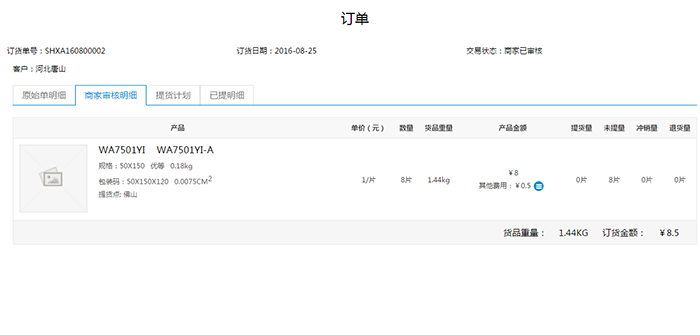 订单
订货单号：SHXA160800002 订货日期：2016-08-25 交易状态：商家已审核
客户：河北唐山
原始单明细 商家审核明细 提货计划 已提明细
产品 单价（元） 数量 货品重量 产品金额 提货量 未提量 冲销量 退货量
WA7501YI WA7501YI-A
规格：50X150 优等 0.18kg
包装码：50X150X120 0.0075CM2
提货点: 佛山
1/片 8片 1.44kg ¥8 0片 8片 0片 0片
其他费用：¥0.5
货品重量： 1.44KG 订货金额： ¥8.5